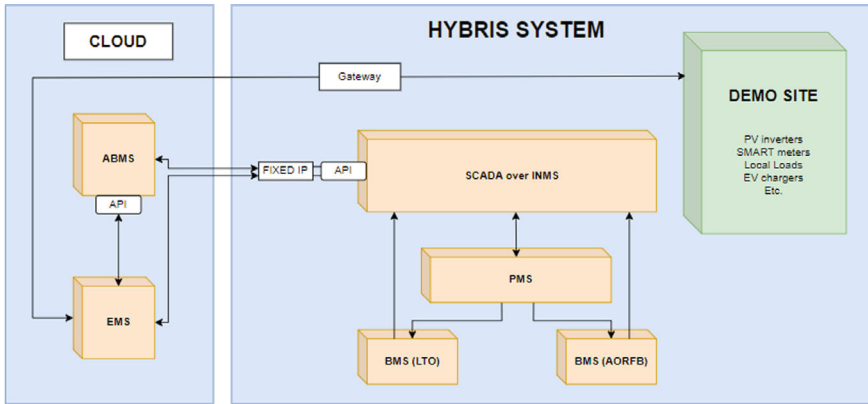 CLOUD
HYBRIS SYSTEM
Gateway
DEMO SITE
PV inverters
SMART meters
Local Loads
EV chargers
Etc.
ABMS
API
FIXED IP
API
SCADA over INMS
PMS
EMS
BMS (LTO)
BMS (AORFB)